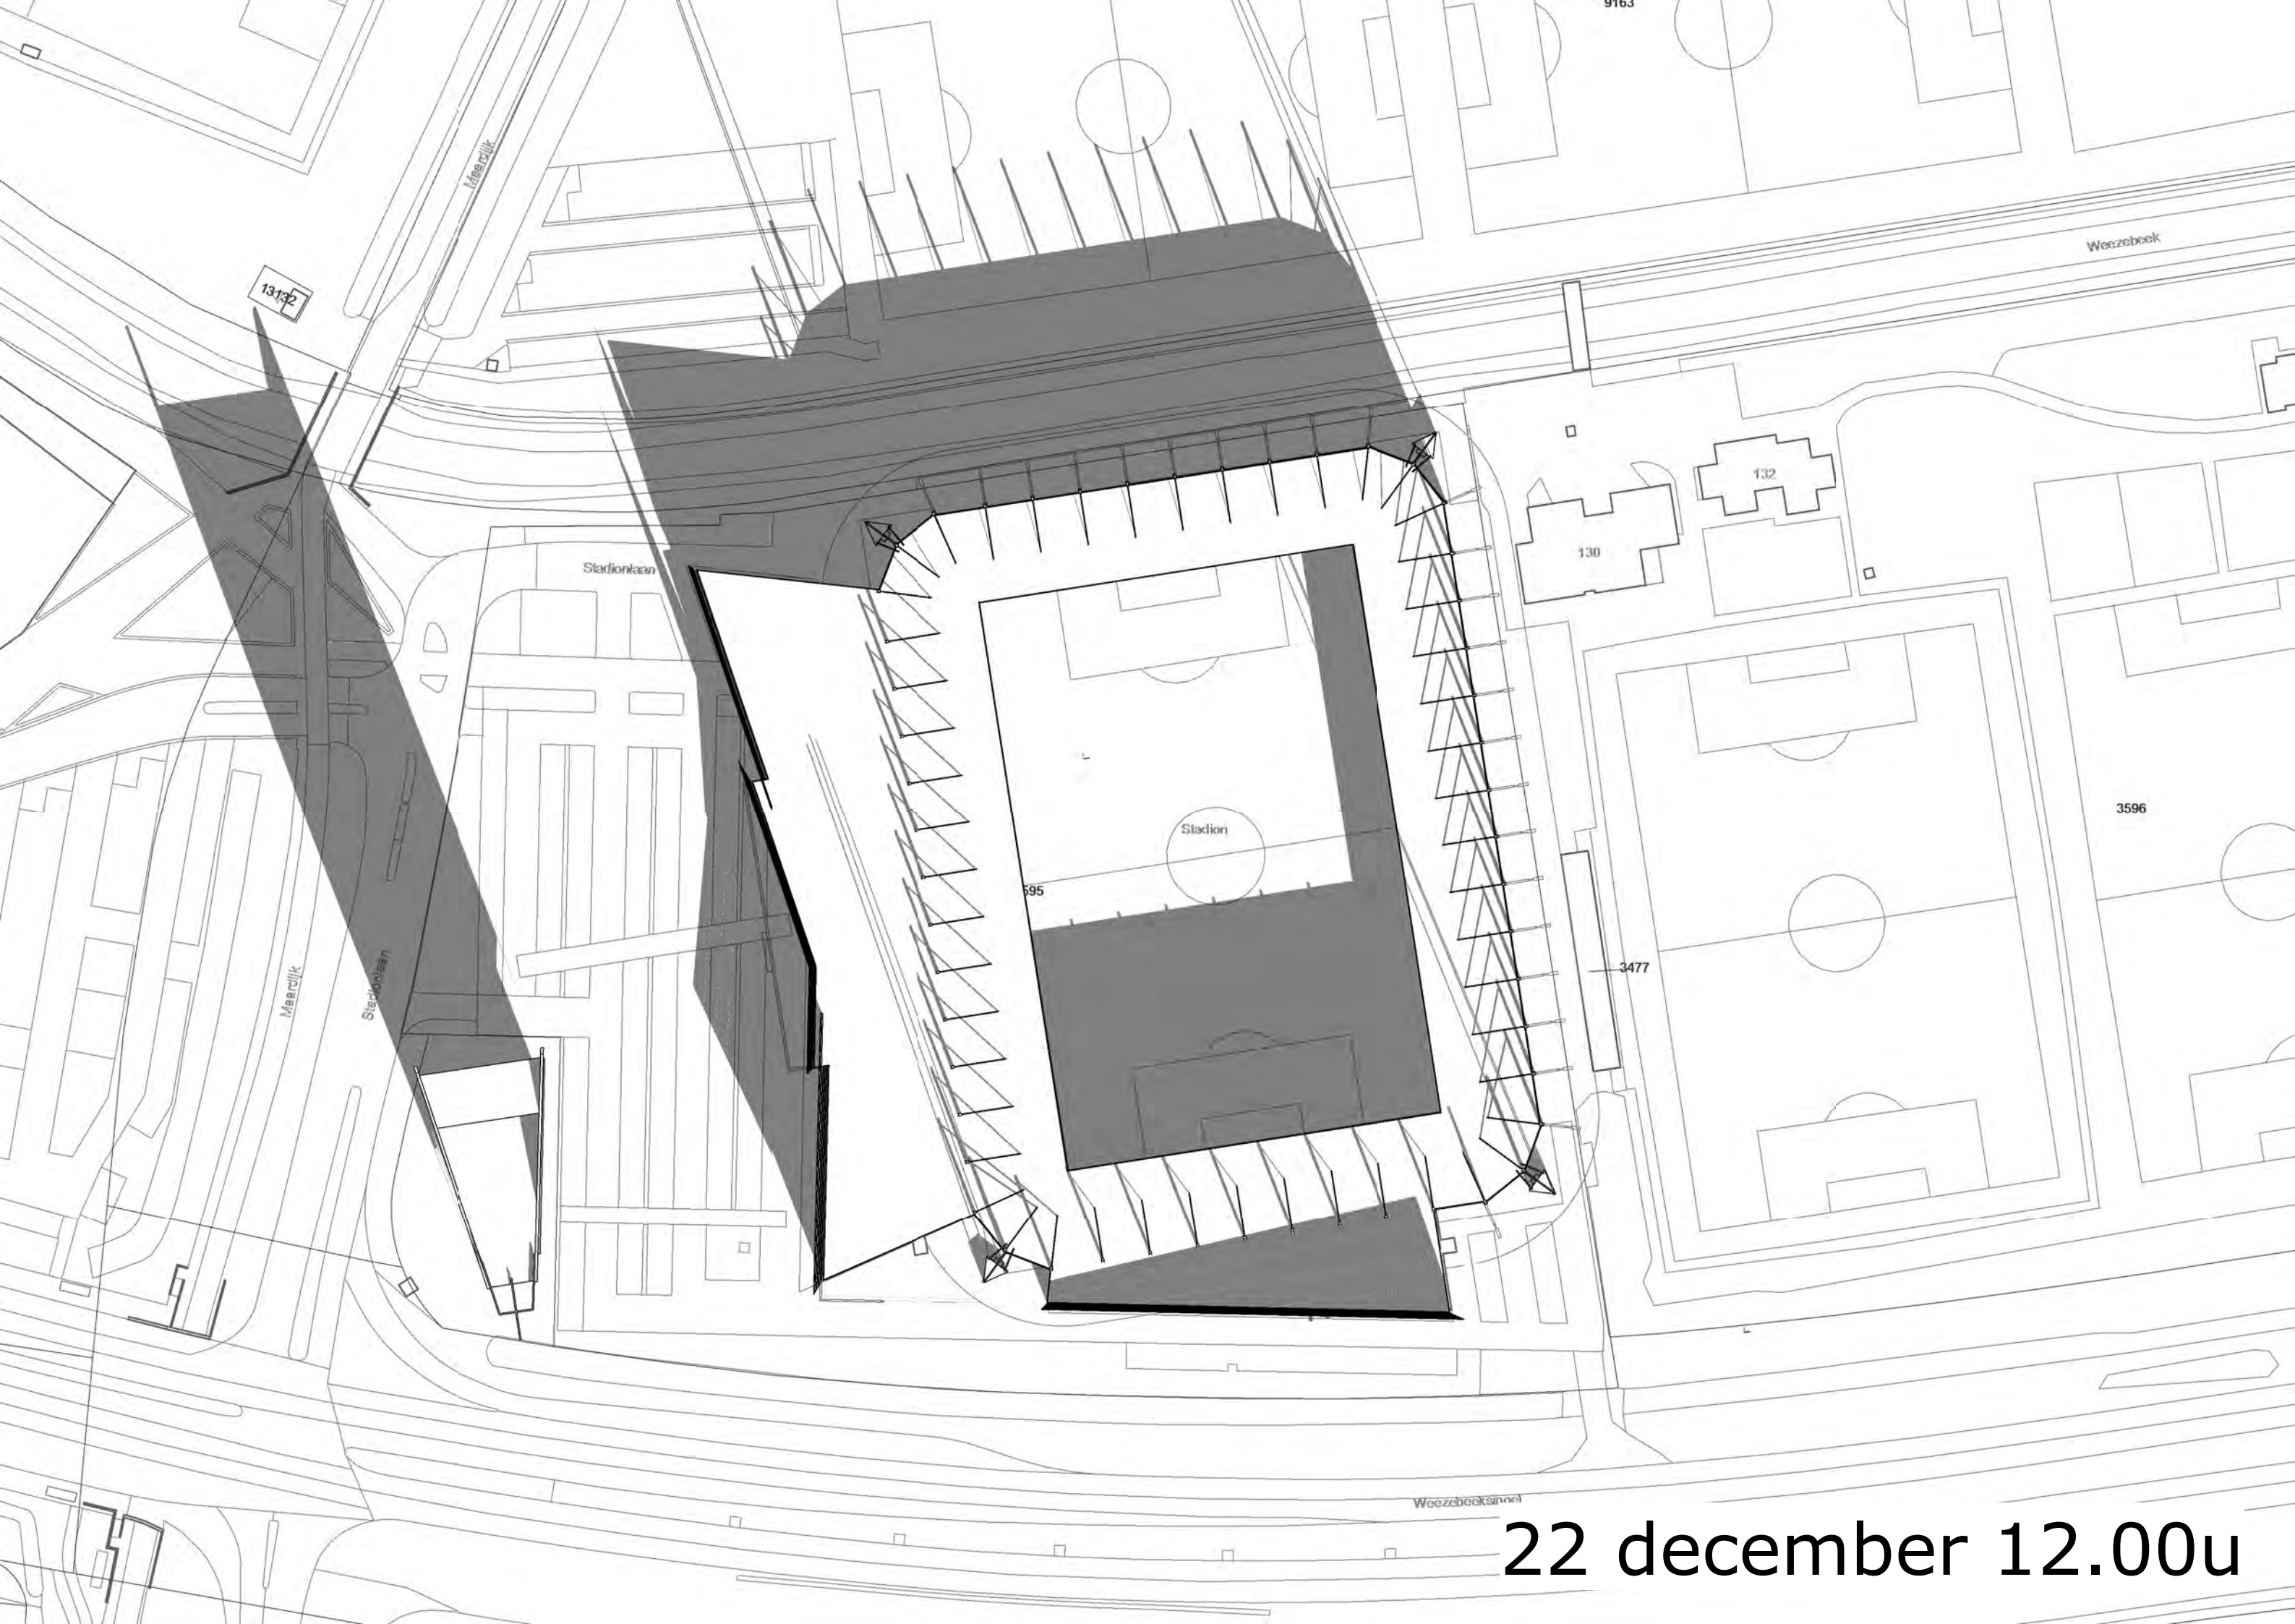 9163
Meerdijk
Weezebeek
13132
132
130
Stadionlaan
3596
Stadion
595
3477
Meerdijk
Stadionlaan
Weezebeeksingel
22 december 12.00u